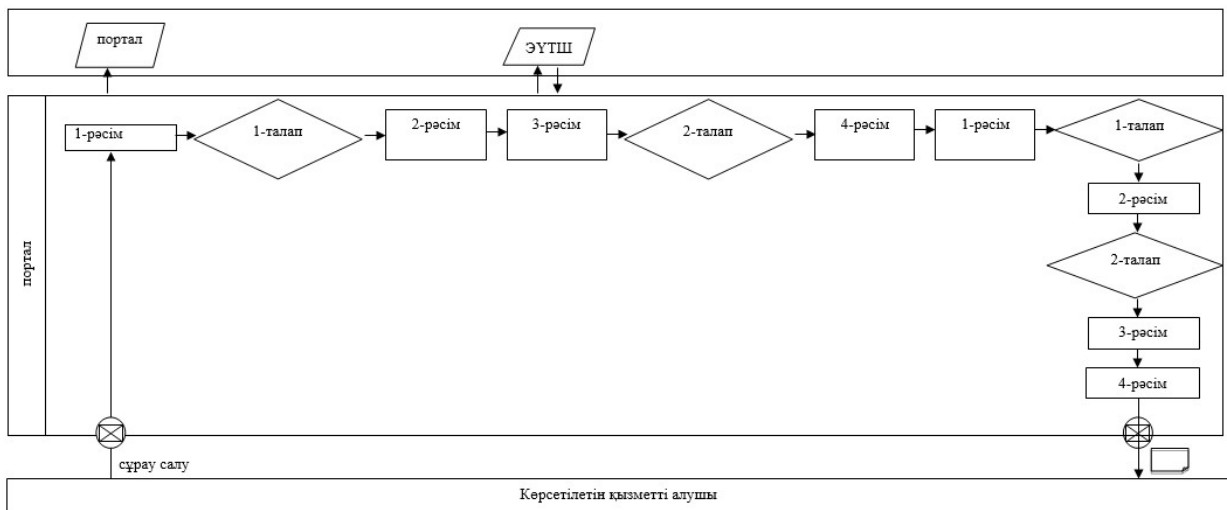 портал
ЭҮТШ
1-рәсім
1-талап
2-рәсім
3-рәсім
2-талап
4-рәсім
1-рәсім
1-талап
2-рәсім
2-талап
3-рәсім
4-рәсім
портал
сұрау салу
Көрсетілетін қызметті алушы